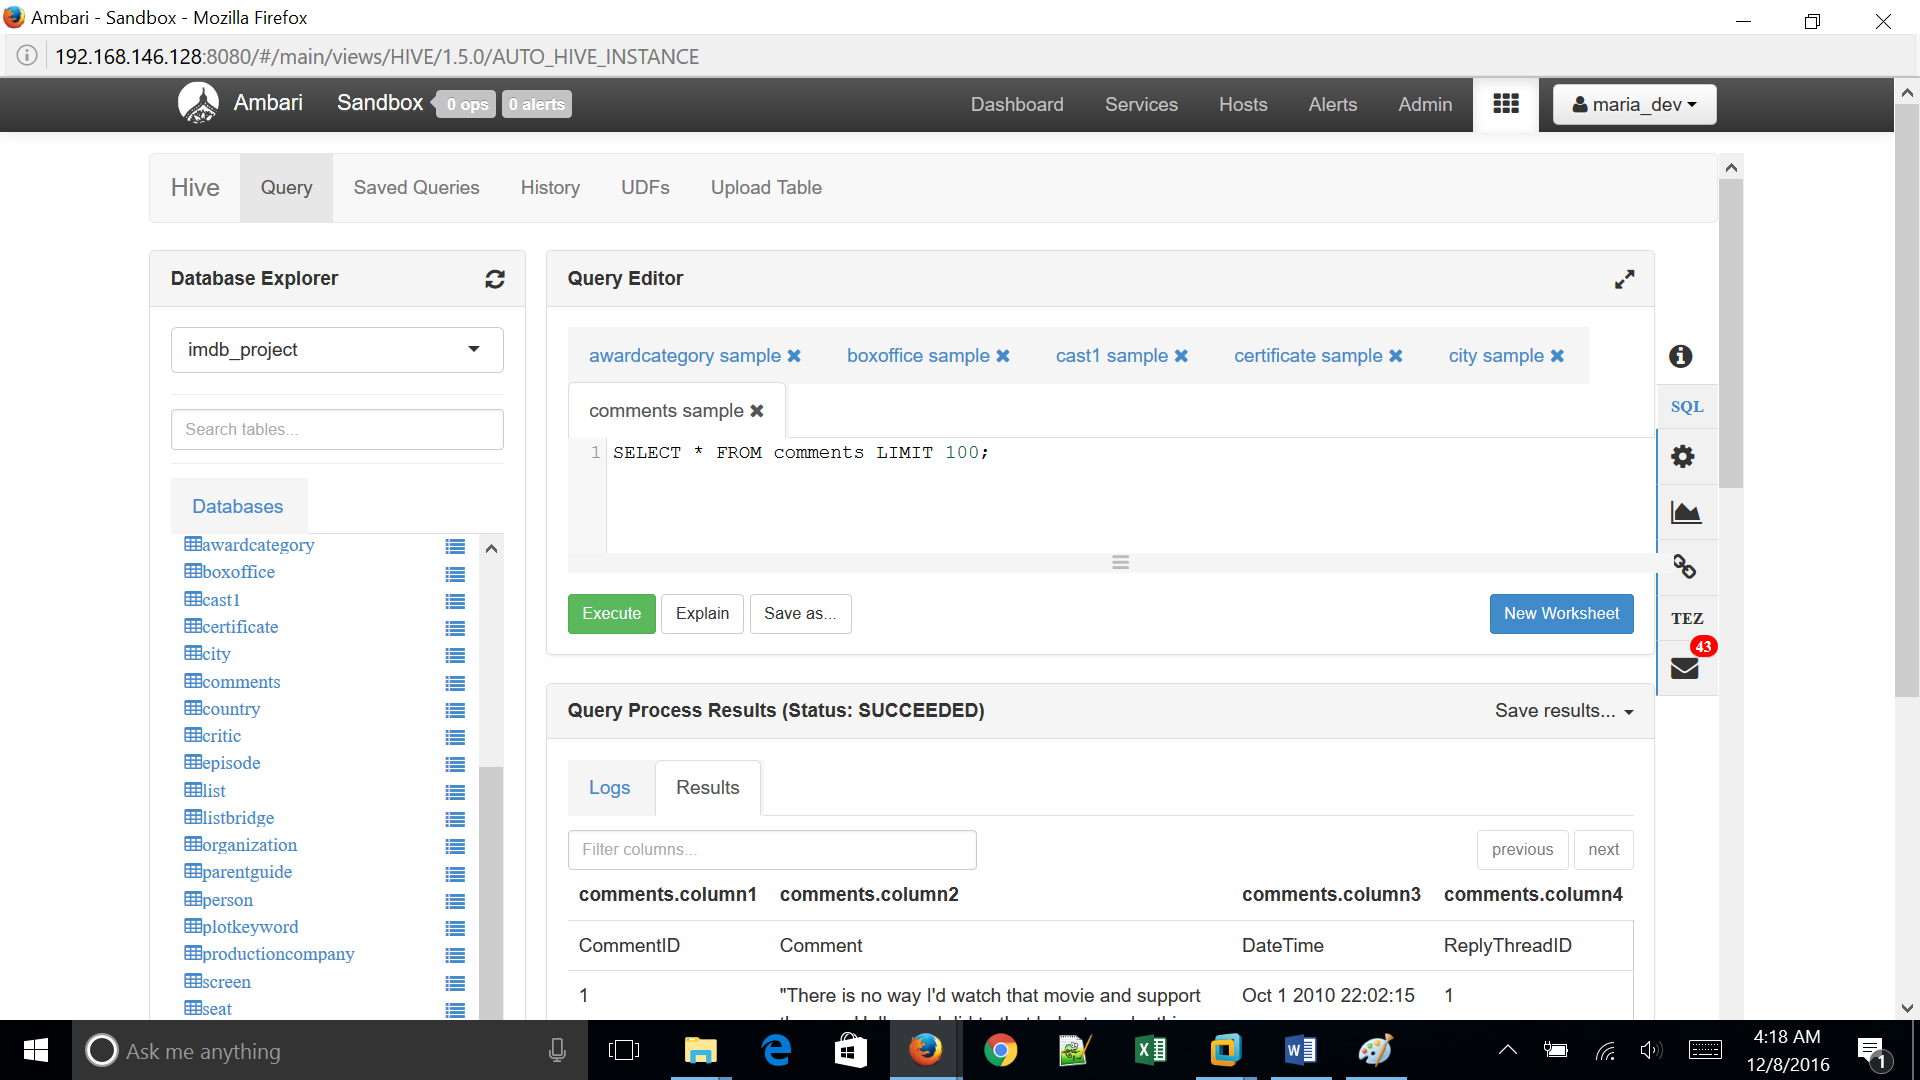 Ambari - Sandbox - Mozilla Firefox
192.168.146.128:8080/#/main/views/HIVE/1.5.0/AUTO_HIVE_INSTANCE
Ambari Sandbox 0 ops 0 alerts Dashboard Services Hosts Alerts Admin maria_dev
Hive Query Saved Queries History UDFs Upload Table
Database Explorer
imdb_project
Search tables...
Databases
awardcategory
boxoffice
cast1
certificate
city
comments
country
critic
episode
list
listbridge
organization
parentguide
person
plotkeyword
productioncompany
screen
seat
Query Editor
awardcategory sample boxoffice sample cast1 sample certificate sample city sample
comments sample
1 SELECT * FROM comments LIMIT 100;
Execute Explain Save as... New Worksheet
SQL
TEZ
43
Query Process Results (Status: SUCCEEDED) Save results...
Logs Results
Filter columns... previous next
comments.column1 comments.column2 comments.column3 comments.column4
CommentID Comment DateTime ReplyThreadID
1 "There is no way I'd watch that movie and support Oct 1 2010 22:02:15 1
Ask me anything
4:18 AM
12/8/2016
1